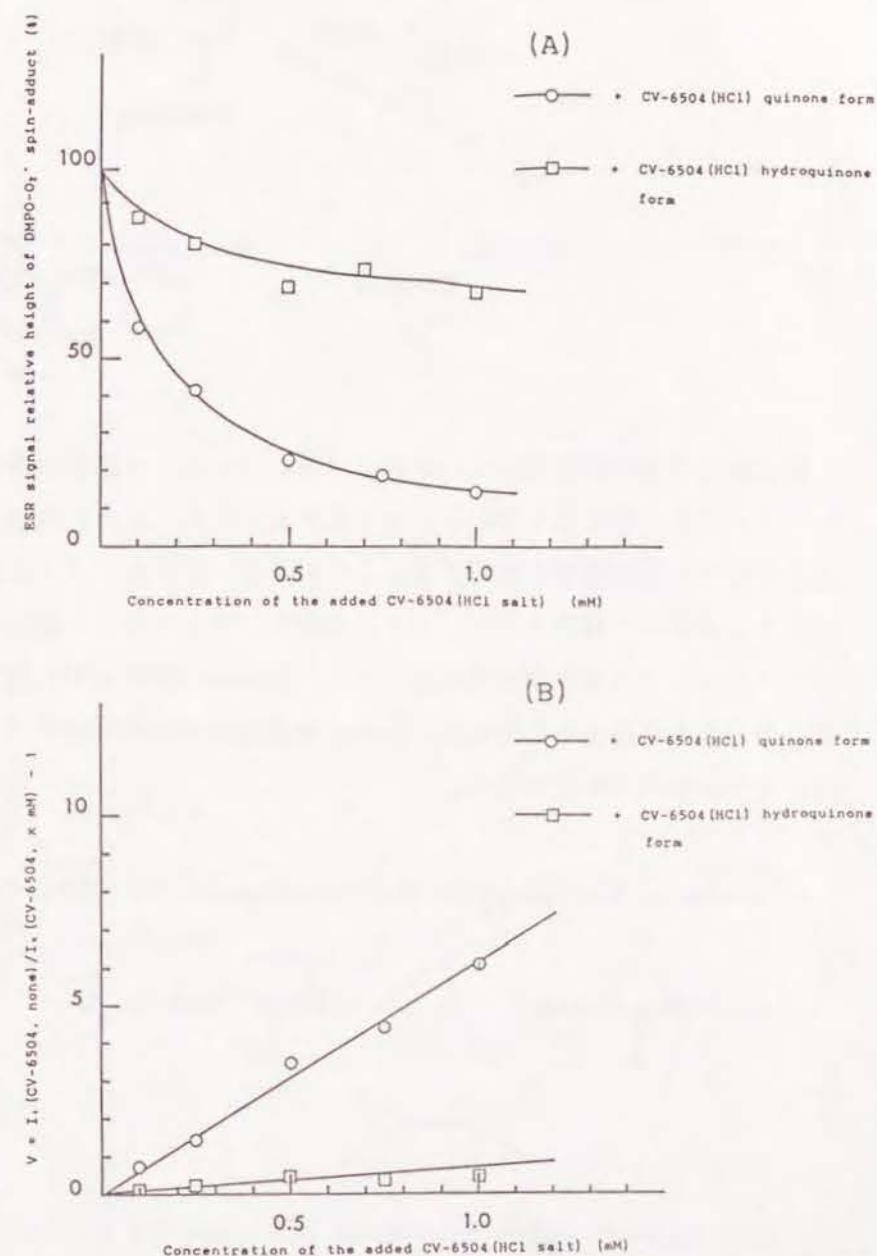 (A)
ESR signal relative height of DMPO-O₂⁻ spin-adduct (%)
+ CV-6504(HCl) quinone form
+ CV-6504(HCl) hydroquinone
form
100
50
0
0.5 1.0
Concentration of the added CV-6504(HCl salt) (mM)
(B)
V = I. (CV-6504, none)/I. (CV-6504, x mM) - 1
+ CV-6504(HCl) quinone form
+ CV-6504(HCl) hydroquinone
form
10
5
0
0.5 1.0
Concentration of the added CV-6504(HCl salt) (mM)